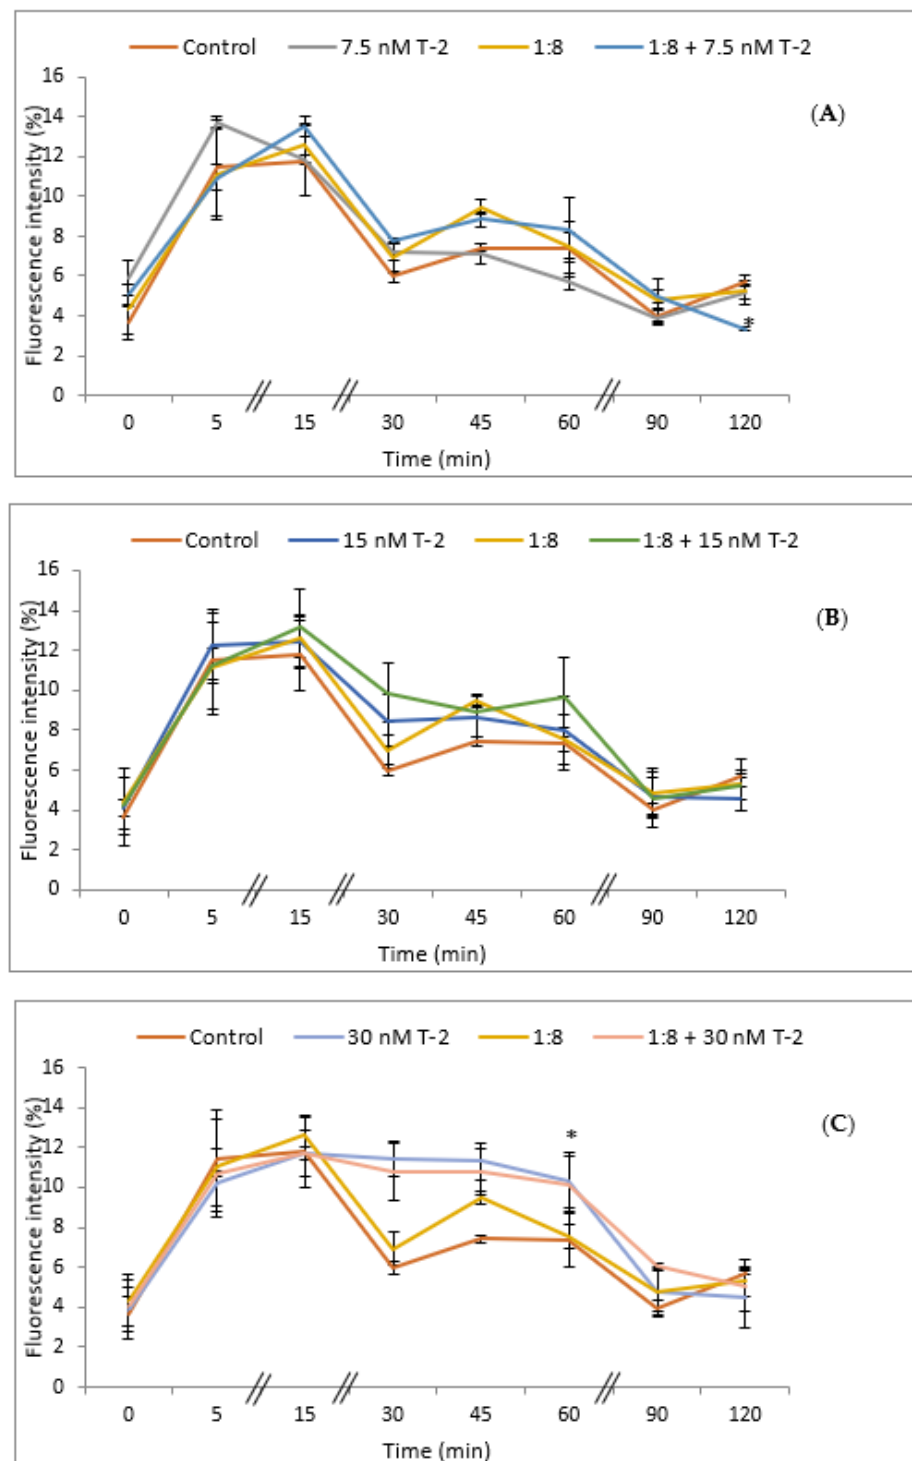 Control 7.5 nM T-2 1:8 1:8 + 7.5 nM T-2
(A)
Fluorescence intensity (%)
16
14
12
10
8
6
4
2
0
*
0 5 15 30 45 60 90 120
Time (min)
Control 15 nM T-2 1:8 1:8 + 15 nM T-2
(B)
Fluorescence intensity (%)
16
14
12
10
8
6
4
2
0
0 5 15 30 45 60 90 120
Time (min)
Control 30 nM T-2 1:8 1:8 + 30 nM T-2
(C)
Fluorescence intensity (%)
16
14
12
10
8
6
4
2
0
*
0 5 15 30 45 60 90 120
Time (min)